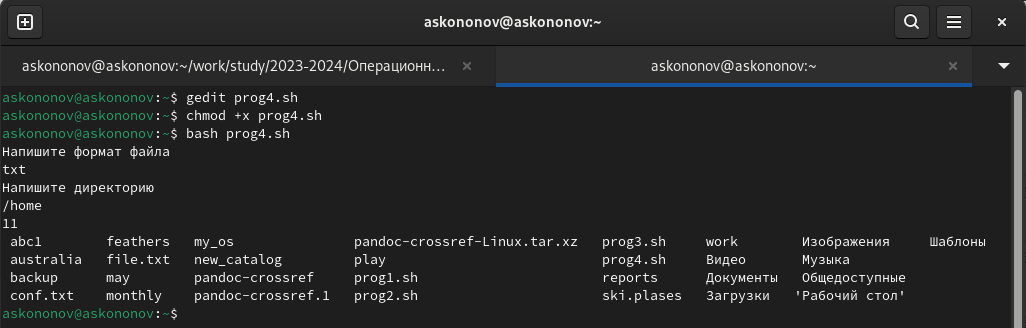 askononov@askononov:~
askononov@askononov:~/work/study/2023-2024/Операционн...
askononov@askononov:~
askononov@askononov:~$ gedit prog4.sh
askononov@askononov:~$ chmod +x prog4.sh
askononov@askononov:~$ bash prog4.sh
Напишите формат файла
txt
Напишите директорию
/home
11
abc1 feathers my_os pandoc-crossref-Linux.tar.xz prog3.sh work Изображения Шаблоны
australia file.txt new_catalog play prog4.sh Видео Музыка
backup may pandoc-crossref prog1.sh reports Документы Общедоступные
conf.txt monthly pandoc-crossref.1 prog2.sh ski.plases Загрузки 'Рабочий стол'
askononov@askononov:~$